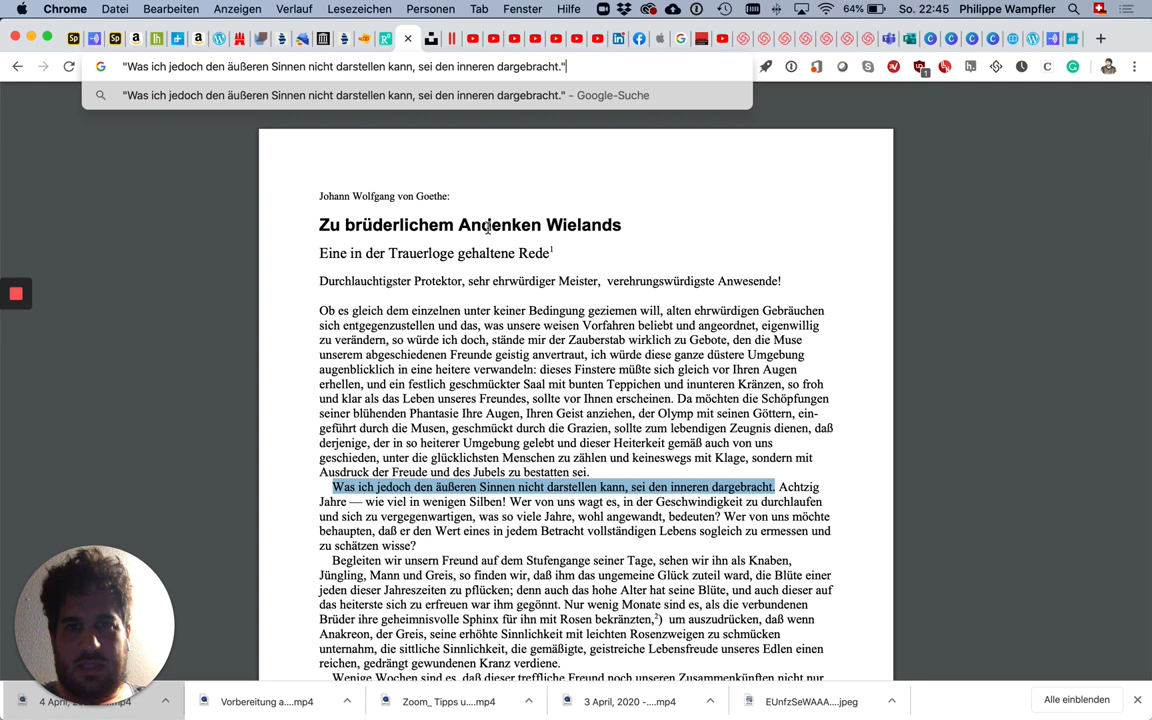 Chrome Datei Bearbeiten Anzeigen Verlauf Lesezeichen Personen Tab Fenster Hilfe 64% So. 22:45 Philippe Wampfler
"Was ich jedoch den äußeren Sinnen nicht darstellen kann, sei den inneren dargebracht."
"Was ich jedoch den äußeren Sinnen nicht darstellen kann, sei den inneren dargebracht." - Google-Suche
Johann Wolfgang von Goethe:
Zu brüderlichem Andenken Wielands
Eine in der Trauerloge gehaltene Rede1
Durchlauchtigster Protektor, sehr ehrwürdiger Meister, verehrungswürdigste Anwesende!
Ob es gleich dem einzelnen unter keiner Bedingung geziemen will, alten ehrwürdigen Gebräuchen
sich entgegenzustellen und das, was unsere weisen Vorfahren beliebt und angeordnet, eigenwillig
zu verändern, so würde ich doch, stände mir der Zauberstab wirklich zu Gebote, den die Muse
unserem abgeschiedenen Freunde geistig anvertraut, ich würde diese ganze düstere Umgebung
augenblicklich in eine heitere verwandeln: dieses Finstere müßte sich gleich vor Ihren Augen
erhellen, und ein festlich geschmückter Saal mit bunten Teppichen und inunteren Kränzen, so froh
und klar als das Leben unseres Freundes, sollte vor Ihnen erscheinen. Da möchten die Schöpfungen
seiner blühenden Phantasie Ihre Augen, Ihren Geist anziehen, der Olymp mit seinen Göttern, ein-
geführt durch die Musen, geschmückt durch die Grazien, sollte zum lebendigen Zeugnis dienen, daß
derjenige, der in so heiterer Umgebung gelebt und dieser Heiterkeit gemäß auch von uns
geschieden, unter die glücklichsten Menschen zu zählen und keineswegs mit Klage, sondern mit
Ausdruck der Freude und des Jubels zu bestatten sei.
Was ich jedoch den äußeren Sinnen nicht darstellen kann, sei den inneren dargebracht. Achtzig
Jahre — wie viel in wenigen Silben! Wer von uns wagt es, in der Geschwindigkeit zu durchlaufen
und sich zu vergegenwartigen, was so viele Jahre, wohl angewandt, bedeuten? Wer von uns möchte
behaupten, daß er den Wert eines in jedem Betracht vollständigen Lebens sogleich zu ermessen und
zu schätzen wisse?
Begleiten wir unsern Freund auf dem Stufengange seiner Tage, sehen wir ihn als Knaben,
Jüngling, Mann und Greis, so finden wir, daß ihm das ungemeine Glück zuteil ward, die Blüte einer
jeden dieser Jahreszeiten zu pflücken; denn auch das hohe Alter hat seine Blüte, und auch dieser auf
das heiterste sich zu erfreuen war ihm gegönnt. Nur wenig Monate sind es, als die verbundenen
Brüder ihre geheimnisvolle Sphinx für ihn mit Rosen bekränzten,2) um auszudrücken, daß wenn
Anakreon, der Greis, seine erhöhte Sinnlichkeit mit leichten Rosenzweigen zu schmücken
unternahm, die sittliche Sinnlichkeit, die gemäßigte, geistreiche Lebensfreude unseres Edlen einen
reichen, gedrängt gewundenen Kranz verdiene.
Wenige Wochen sind es, daß dieser treffliche Freund noch unseren Zusammenkünften nicht nur
4 April, Vorbereitung a....mp4 Zoom_ Tipps u....mp4 3 April, 2020 -....mp4 EUnfzSeWAAA....jpeg Alle einblenden